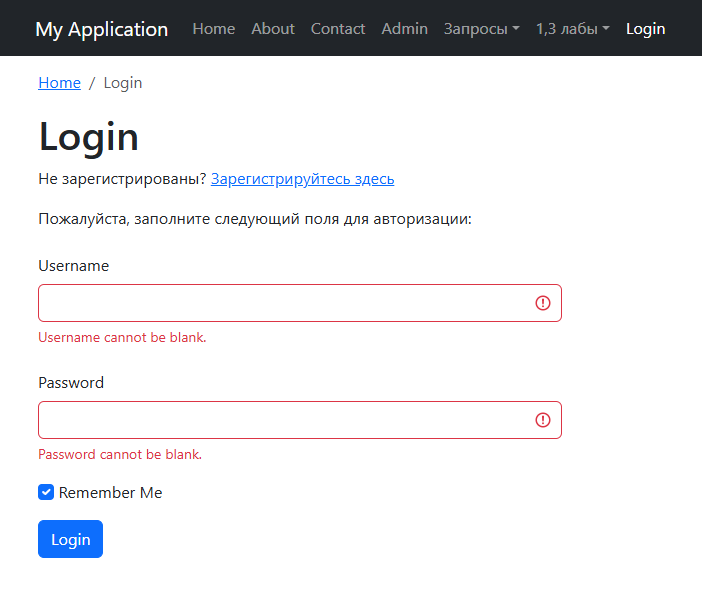 My Application Home About Contact Admin Запросы 1,3 лабы Login
Home / Login
Login
Не зарегистрированы? Зарегистрируйтесь здесь
Пожалуйста, заполните следующий поля для авторизации:
Username
Username cannot be blank.
Password
Password cannot be blank.
Remember Me
Login